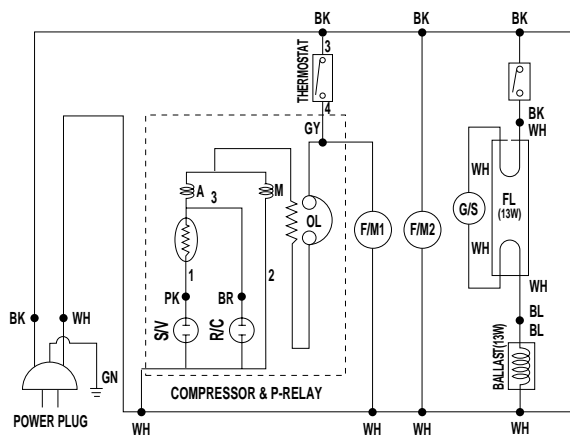 BK
BK
BK
3
THERMOSTAT
4
GY
BK
WH
A
3
M
OL
F/M1
F/M2
G/S
WH
WH
FL
(13W)
WH
1
2
PK
BR
S/V
R/C
BL
BL
BALLAST(13W)
BK
WH
GN
POWER PLUG
COMPRESSOR & P-RELAY
WH
WH
WH
WH